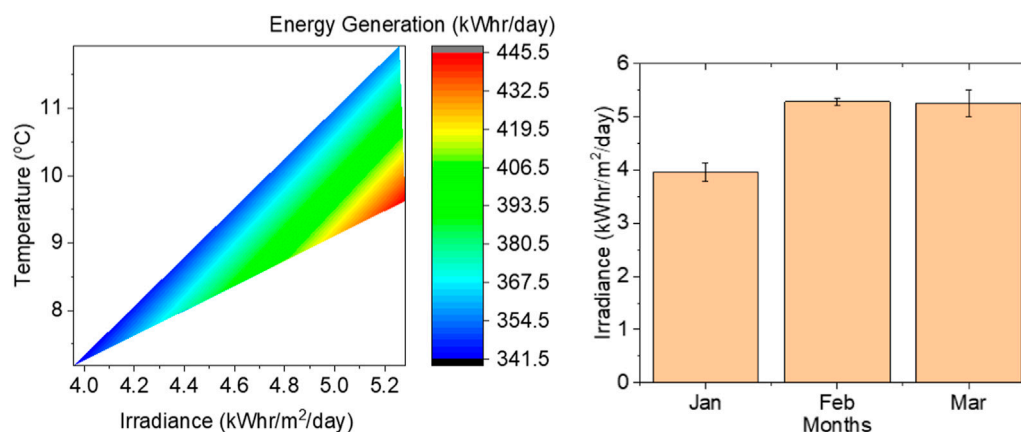 Energy Generation (kWhr/day)
Temperature (°C)
11
10
9
8
4.0 4.2 4.4 4.6 4.8 5.0 5.2
Irradiance (kWhr/m²/day)
445.5
432.5
419.5
406.5
393.5
380.5
367.5
354.5
341.5
Irradiance (kWhr/m²/day)
6
5
4
3
2
1
0
Jan Feb Mar
Months